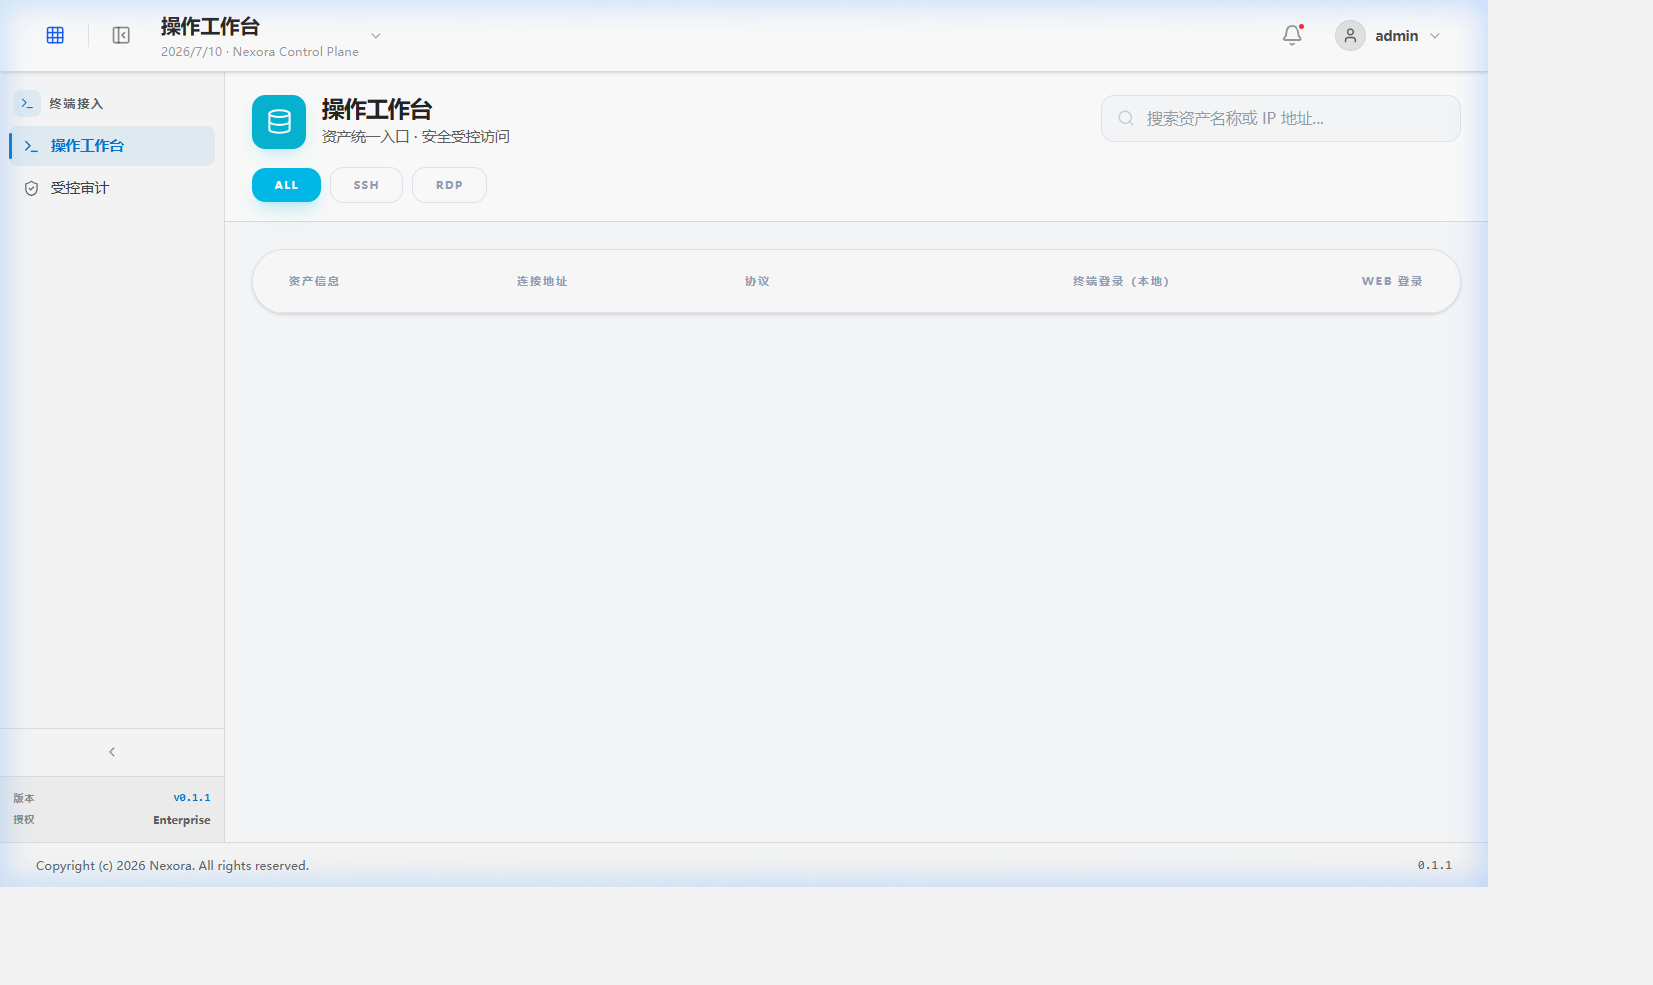 操作工作台
2026/7/10 · Nexora Control Plane
admin
终端接入
操作工作台
受控审计
操作工作台
资产统一入口 · 安全受控访问
搜索资产名称或 IP 地址...
ALL SSH RDP
资产信息 连接地址 协议 终端登录（本地） WEB 登录
版本 v0.1.1
授权 Enterprise
Copyright (c) 2026 Nexora. All rights reserved.
0.1.1